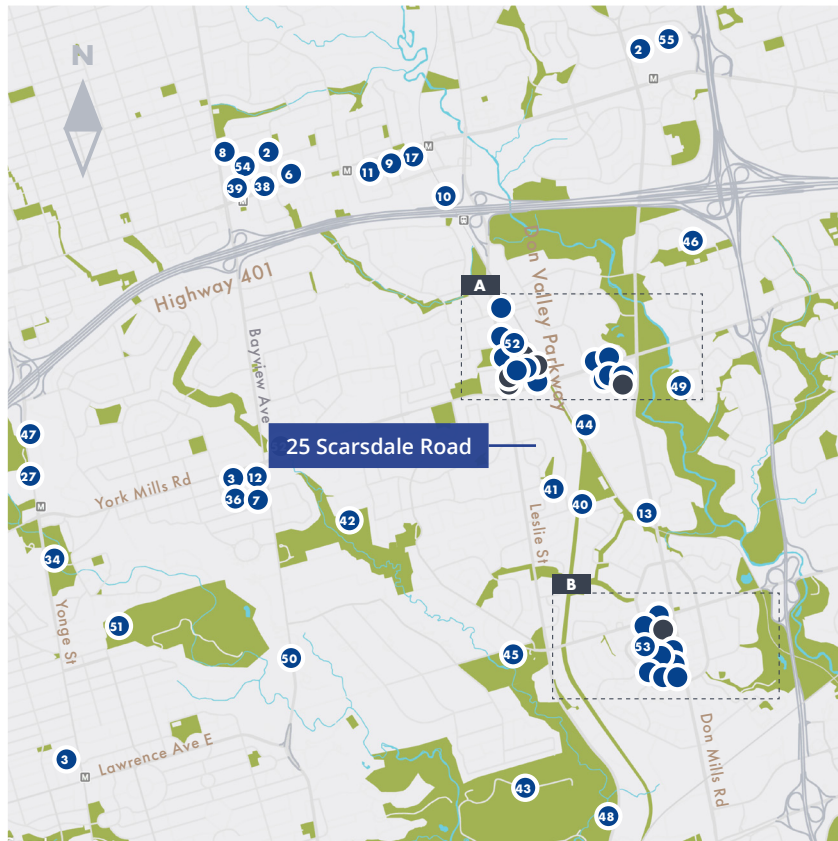 N
2
55
8
2
54
6
39
38
11
9
17
M
M
M
10
46
Highway 401
Don Valley Parkway
A
52
49
Bayview Ave
25 Scarsdale Road
44
47
27
M
York Mills Rd
3
12
36
7
42
41
40
13
Leslie St
34
51
Yonge St
50
45
B
53
3
M
Lawrence Ave E
43
48
Don Mills Rd